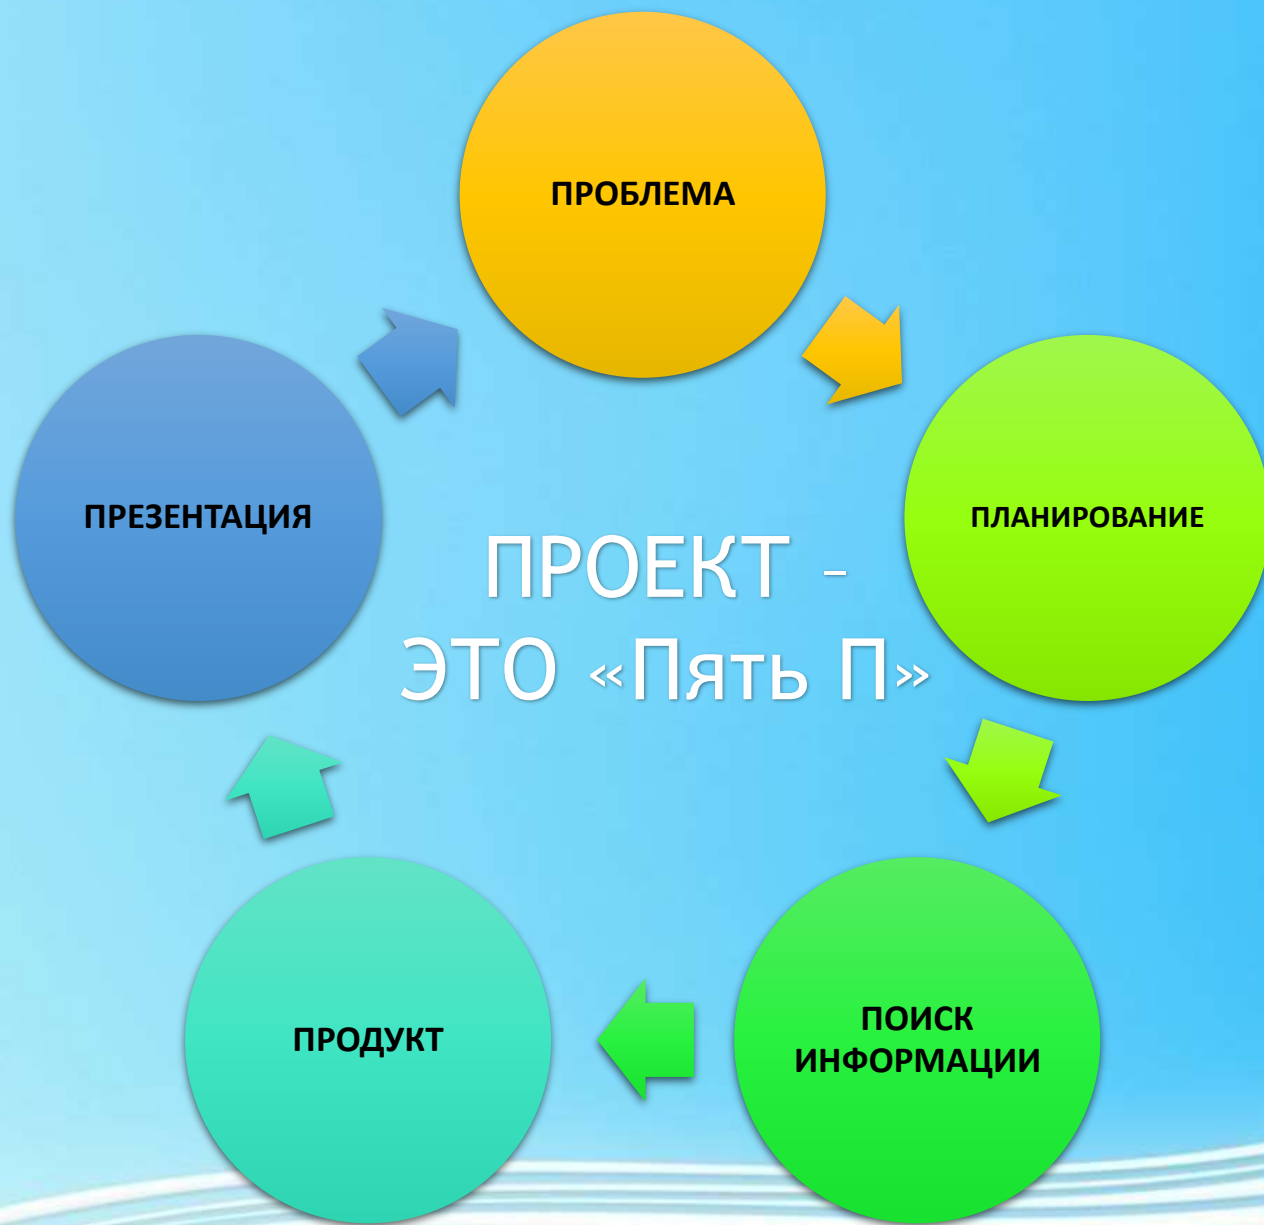 ПРОБЛЕМА
ПЛАНИРОВАНИЕ
ПОИСК
ИНФОРМАЦИИ
ПРОДУКТ
ПРЕЗЕНТАЦИЯ
ПРОЕКТ -
ЭТО «Пять П»